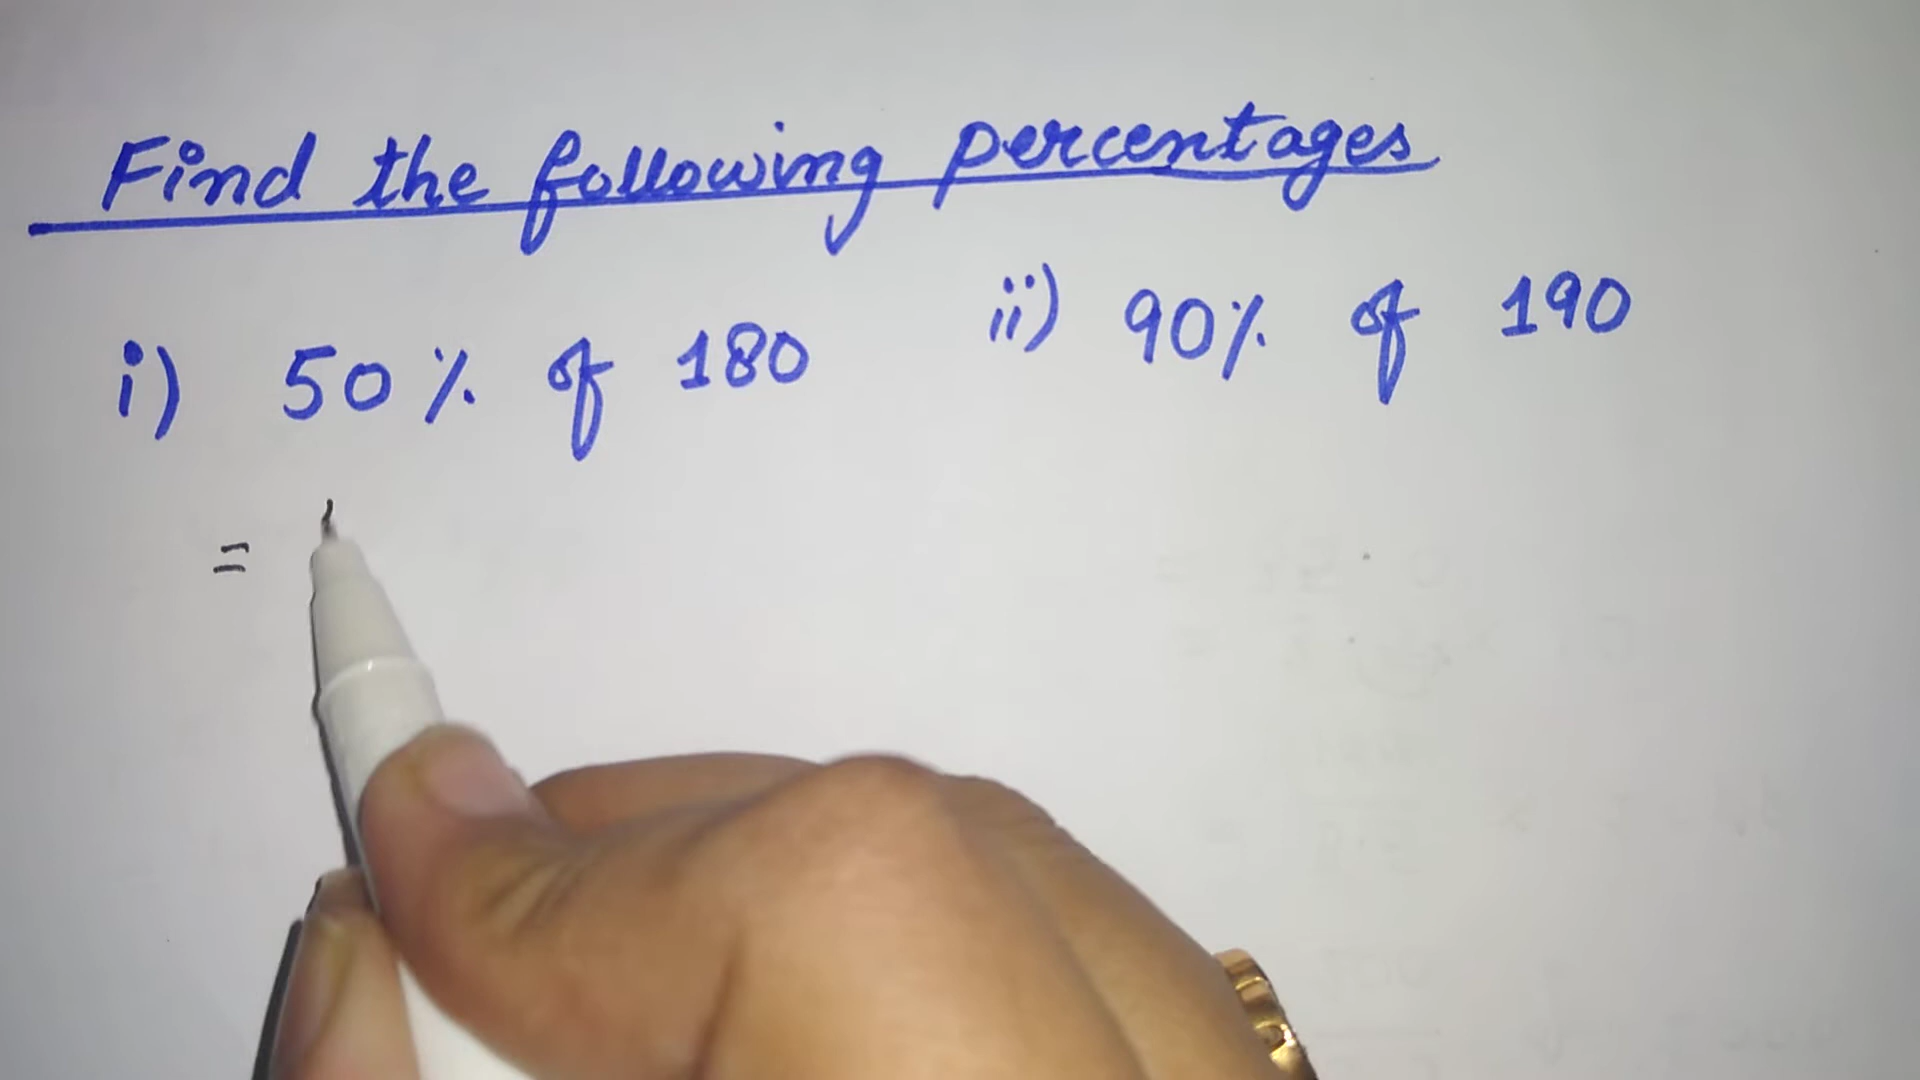 Find the following percentages
i) 50% of 180
ii) 90% of 190
=